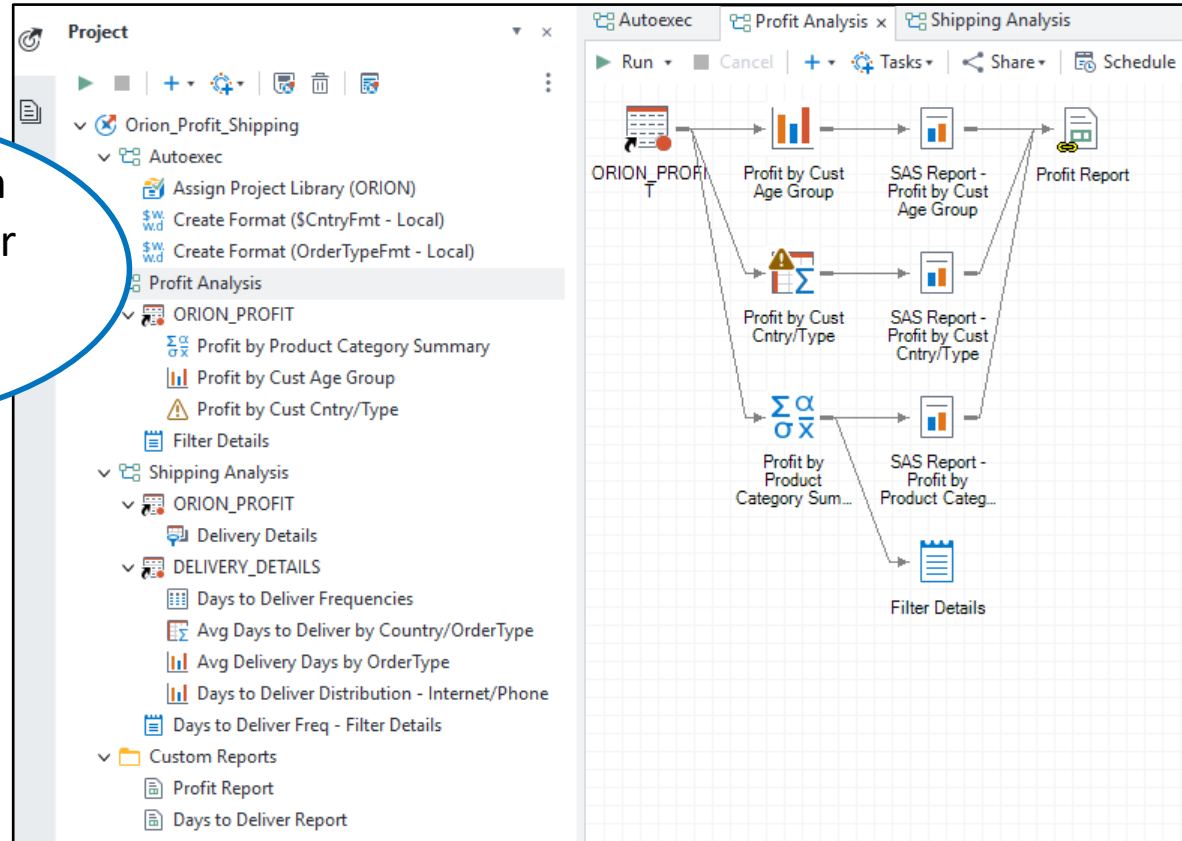 Project
Orion_Profit_Shipping
Autoexec
Assign Project Library (ORION)
$w. w.d Create Format ($CntryFmt - Local)
$w. w.d Create Format (OrderTypeFmt - Local)
Profit Analysis
ORION_PROFIT
Σα σx Profit by Product Category Summary
Profit by Cust Age Group
Profit by Cust Cntry/Type
Filter Details
Shipping Analysis
ORION_PROFIT
Delivery Details
DELIVERY_DETAILS
Days to Deliver Frequencies
Avg Days to Deliver by Country/OrderType
Avg Delivery Days by OrderType
Days to Deliver Distribution - Internet/Phone
Days to Deliver Freq - Filter Details
Custom Reports
Profit Report
Days to Deliver Report
Autoexec Profit Analysis × Shipping Analysis
Run Cancel Tasks Share Schedule
ORION_PROFI
T
Profit by Cust
Age Group
SAS Report -
Profit by Cust
Age Group
Profit Report
Σ
Profit by Cust
Cntry/Type
SAS Report -
Profit by Cust
Cntry/Type
Σ α
σ x
Profit by
Product
Category Sum...
SAS Report -
Profit by
Product Categ...
Filter Details